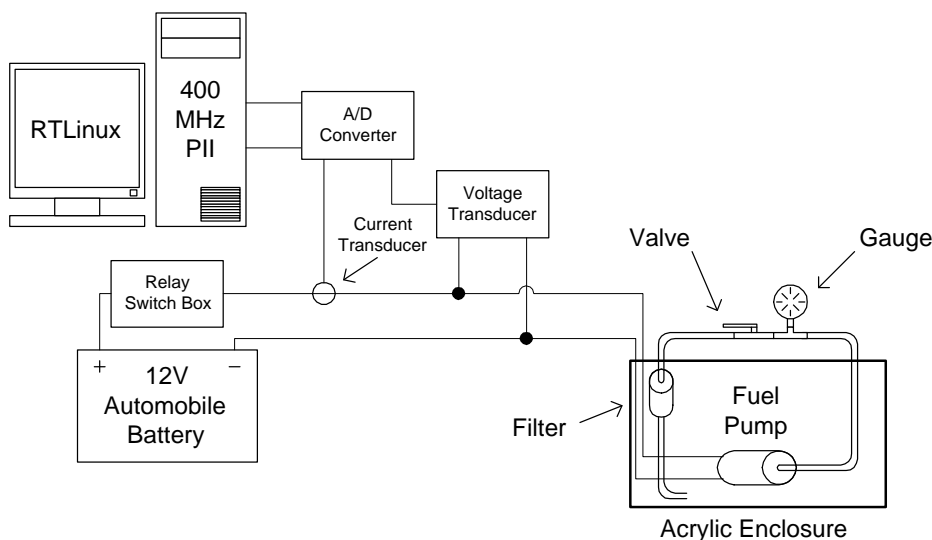 RTLinux
400
MHz
PII
A/D
Converter
Voltage
Transducer
Current
Transducer
Valve
Gauge
Relay
Switch Box
+
−
12V
Automobile
Battery
Filter
Fuel
Pump
Acrylic Enclosure